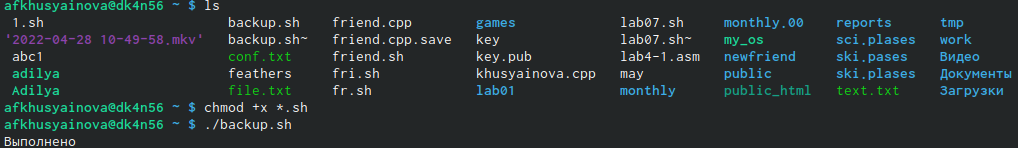 afkhusyainova@dk4n56 ~ $ ls
1.sh backup.sh friend.cpp games lab07.sh monthly.00 reports tmp
'2022-04-28 10-49-58.mkv' backup.sh~ friend.cpp.save key lab07.sh~ my_os sci.plases work
abc1 conf.txt friend.sh key.pub lab4-1.asm newfriend ski.pases Видео
adilya feathers fri.sh khusyainova.cpp may public ski.plases Документы
Adilya file.txt fr.sh lab01 monthly public_html text.txt Загрузки
afkhusyainova@dk4n56 ~ $ chmod +x *.sh
afkhusyainova@dk4n56 ~ $ ./backup.sh
Выполнено